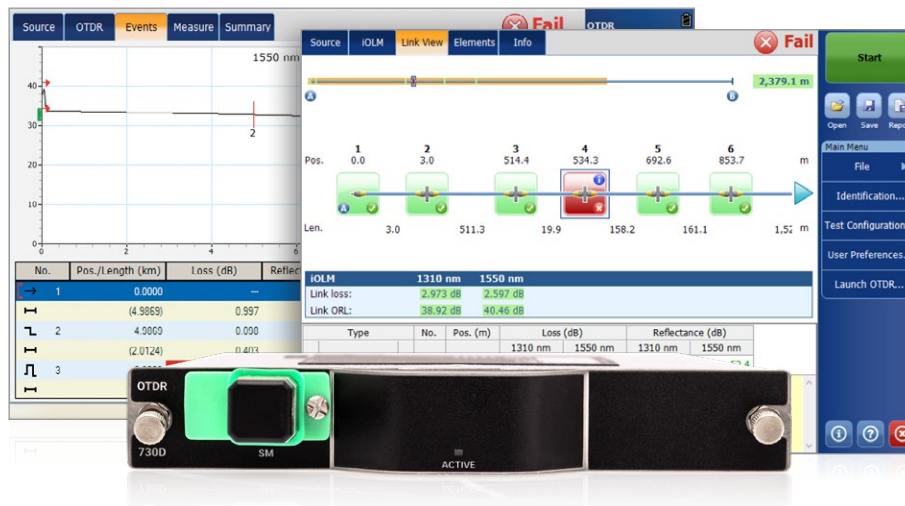 Source OTDR Events Measure Summary
Fail
OTDR
1550 nm
40
30
20
10
0
0 2 4 6
2
No. Pos./Length (km) Loss (dB)
1 0.0000 ---
(4.9869) 0.997
2 4.9869 0.090
(2.0124) 0.403
3
Source iOLM Link View Elements Info
Fail
2,379.1 m
A B
1 2 3 4 5 6
Pos. 0.0 3.0 514.4 534.3 692.6 853.7 m
A
Len. 3.0 511.3 19.9 158.2 161.1 m
iOLM 1310 nm 1550 nm
Link loss: 2.973 dB 2.597 dB
Link ORL: 38.92 dB 40.46 dB
Type No. Pos. (m) Loss (dB) Reflectance (dB)
1310 nm 1550 nm 1310 nm 1550 nm
Start
Open Save
Main Menu
File
Identification...
Test Configuration
User Preferences.
Launch OTDR...
OTDR
730D
SM
ACTIVE